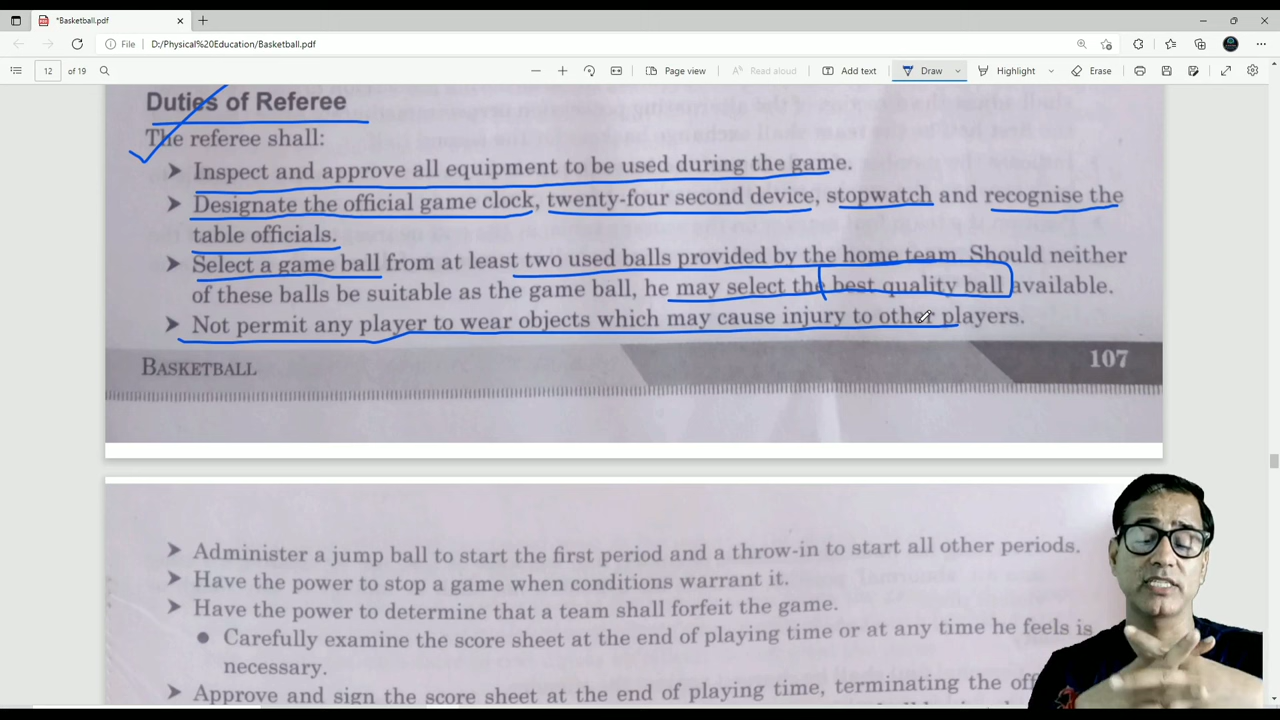 *Basketball.pdf
File D:/Physical%20Education/Basketball.pdf
12 of 19 Page view Read aloud Add text Draw Highlight Erase
Duties of Referee
The referee shall:
➤ Inspect and approve all equipment to be used during the game.
➤ Designate the official game clock, twenty-four second device, stopwatch and recognise the
table officials.
➤ Select a game ball from at least two used balls provided by the home team. Should neither
of these balls be suitable as the game ball, he may select the best quality ball available.
➤ Not permit any player to wear objects which may cause injury to other players.
BASKETBALL 107
➤ Administer a jump ball to start the first period and a throw-in to start all other periods.
➤ Have the power to stop a game when conditions warrant it.
➤ Have the power to determine that a team shall forfeit the game.
● Carefully examine the score sheet at the end of playing time or at any time he feels is
necessary.
➤ Approve and sign the score sheet at the end of playing time, terminating the